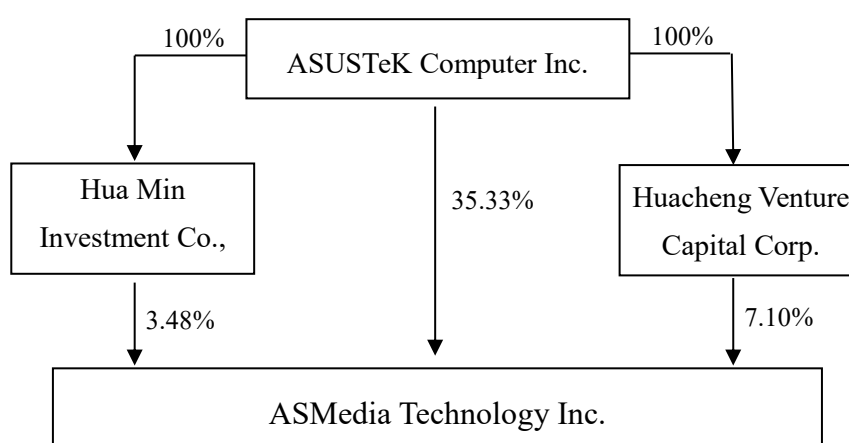 100%
ASUSTeK Computer Inc.
100%
Hua Min
Investment Co.,
35.33%
Huacheng Venture
Capital Corp.
3.48%
7.10%
ASMedia Technology Inc.